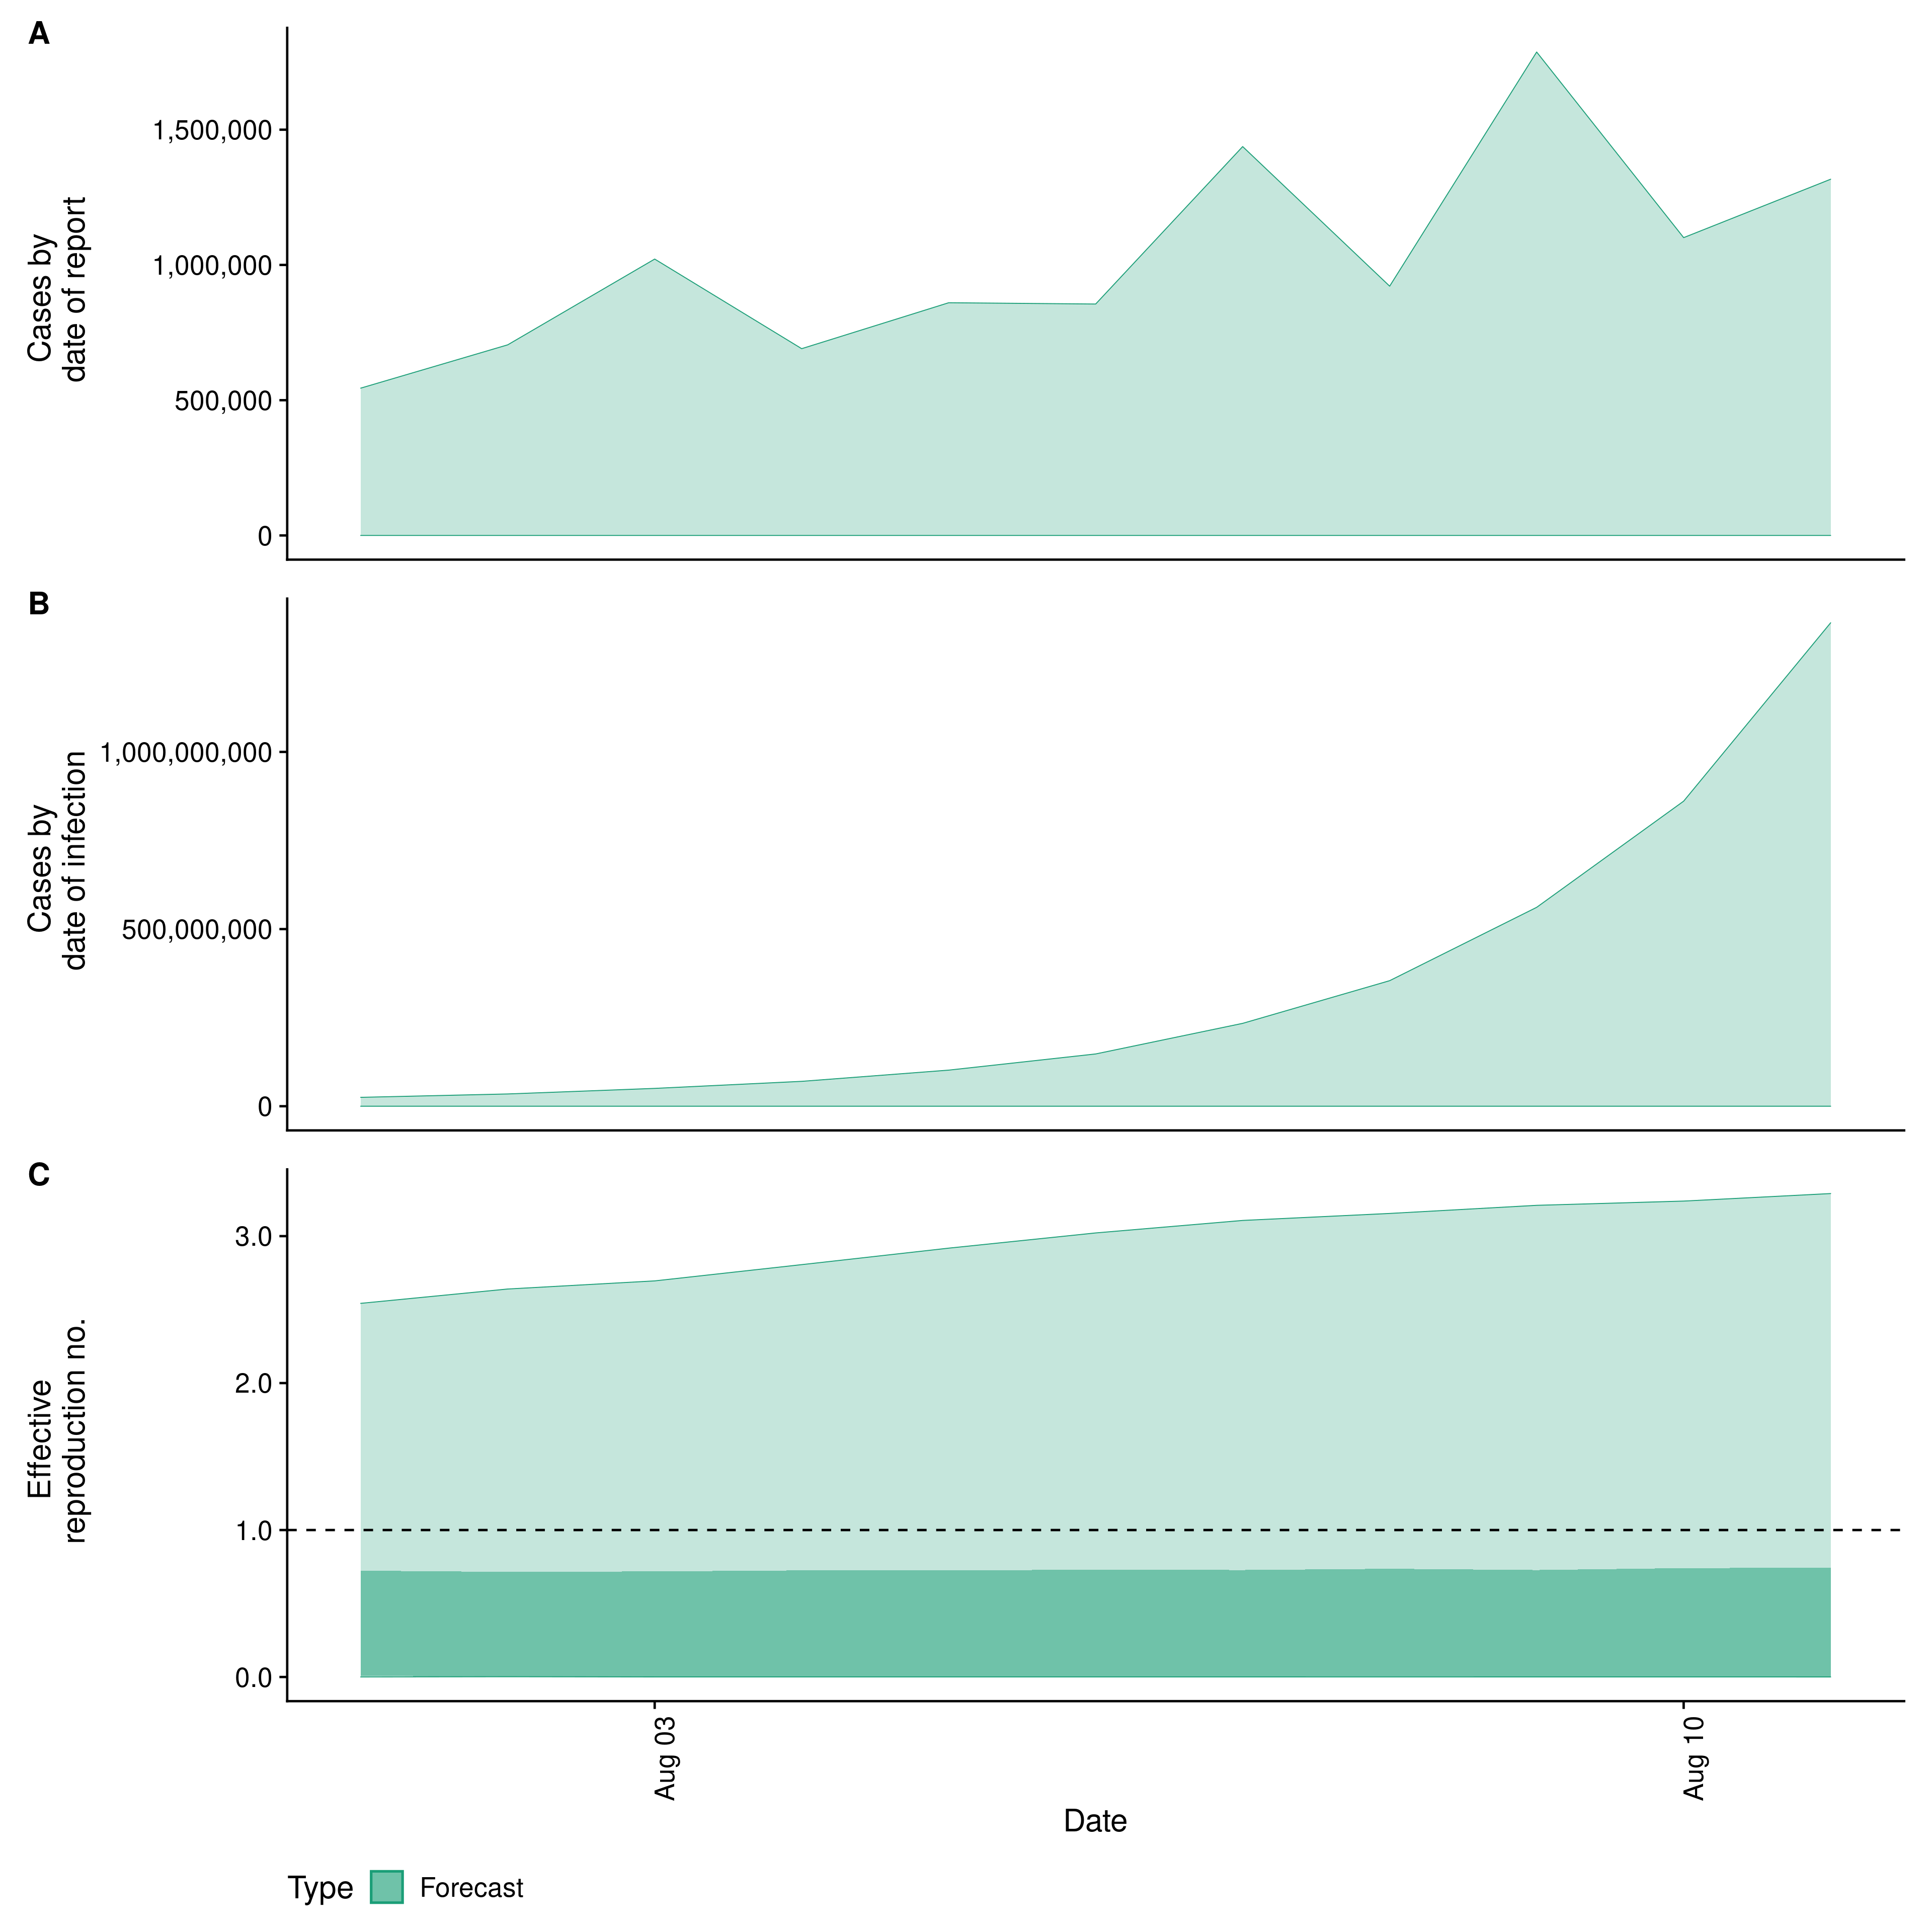 A
Cases by
date of report
1,500,000
1,000,000
500,000
0
B
Cases by
date of infection
1,000,000,000
500,000,000
0
C
Effective
reproduction no.
3.0
2.0
1.0
0.0
Aug 03
Aug 10
Date
Type
Forecast